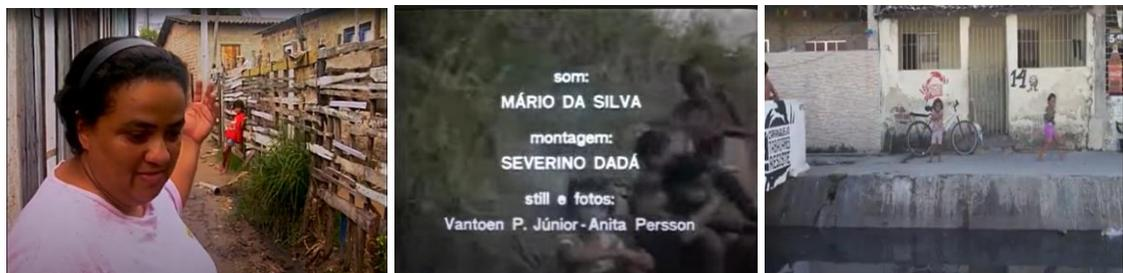 som:
MÁRIO DA SILVA
montagem:
SEVERINO DADÁ
still e fotos:
Vantoen P. Júnior-Anita Persson
14